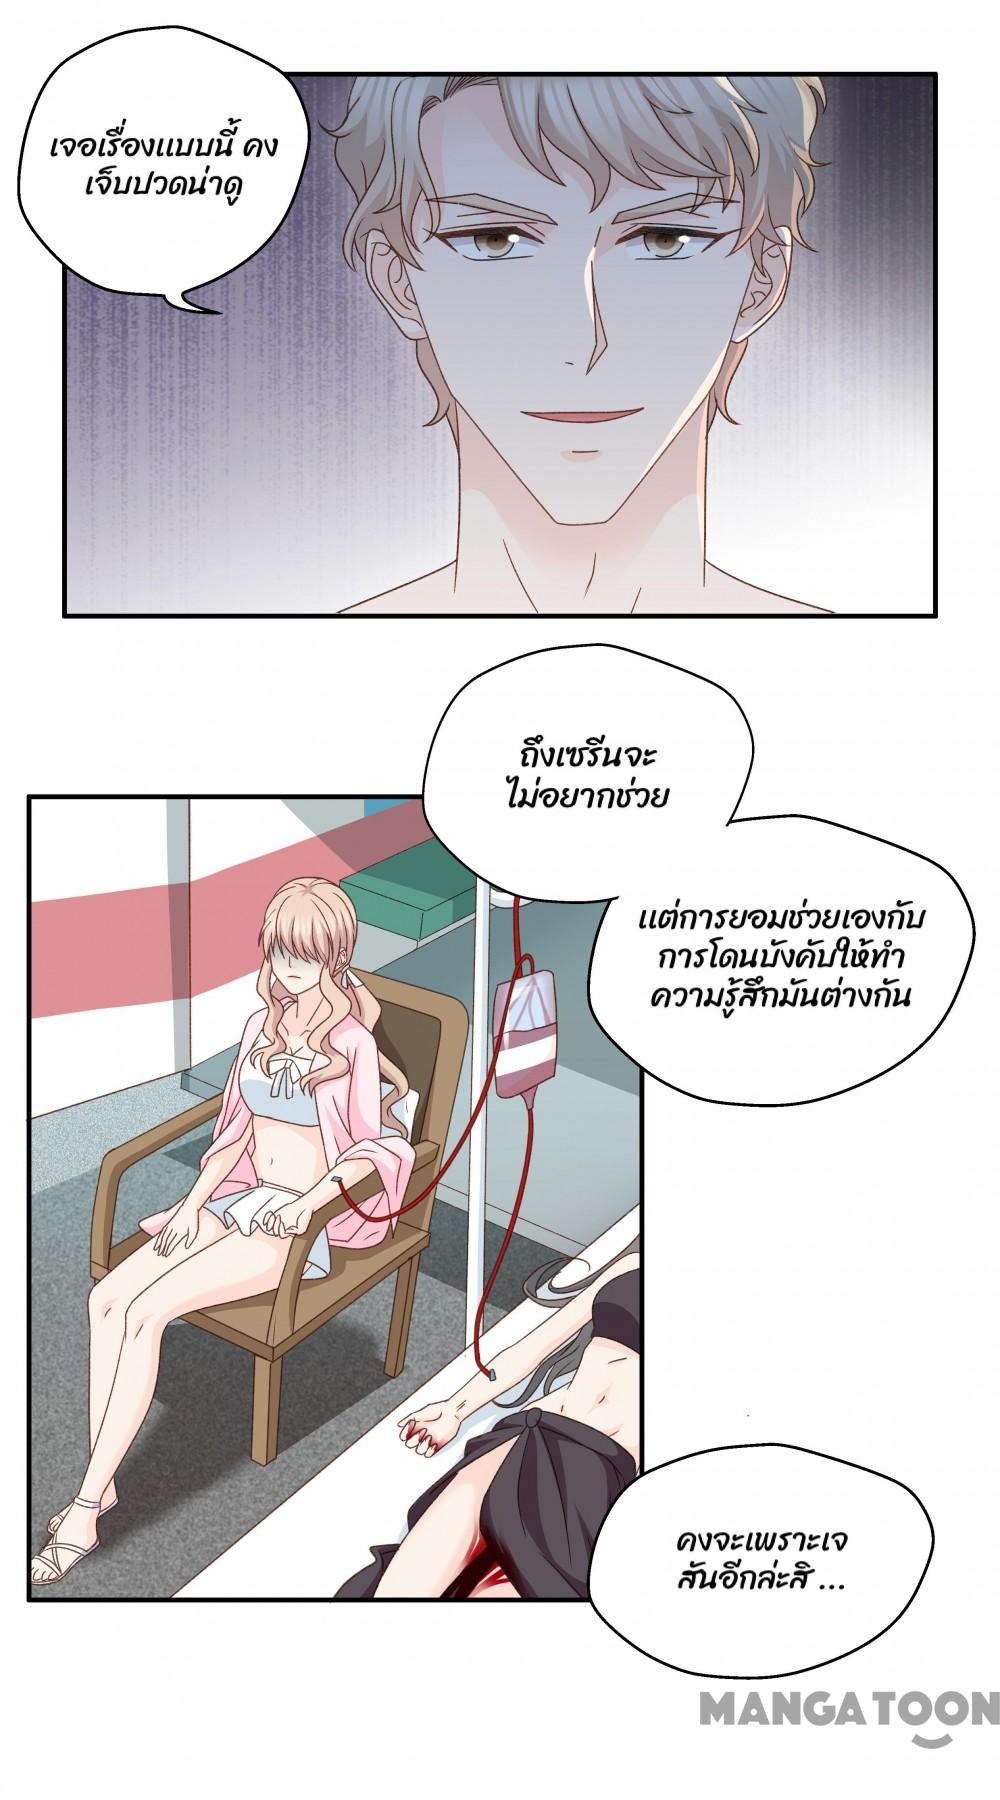 เจอเรื่องแบบนี้ คง
เจ็บปวดน่าดู
ถึงเซรีนจะ
ไม่อยากช่วย
แต่การยอมช่วยเองกับ
การโดนบังคับให้ทำ
ความรู้สึกมันต่างกัน
คงจะเพราะเจ
สันอีกล่ะสิ ...
MANGATOON